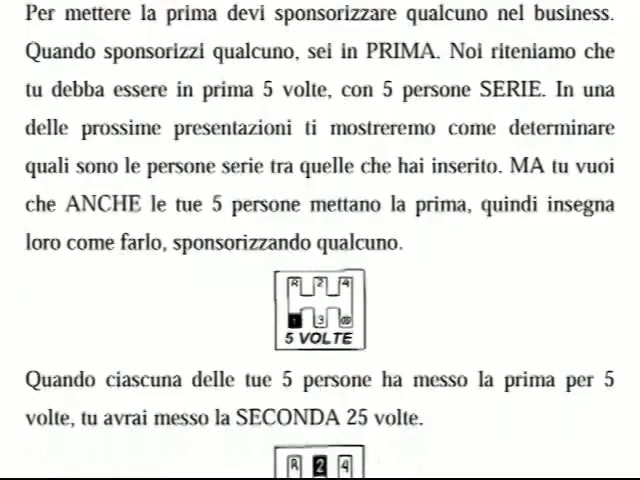 Per mettere la prima devi sponsorizzare qualcuno nel business.
Quando sponsorizzi qualcuno, sei in PRIMA. Noi riteniamo che
tu debba essere in prima 5 volte, con 5 persone SERIE. In una
delle prossime presentazioni ti mostreremo come determinare
quali sono le persone serie tra quelle che hai inserito. MA tu vuoi
che ANCHE le tue 5 persone mettano la prima, quindi insegna
loro come farlo, sponsorizzando qualcuno.
R 2 4
1 3
5 VOLTE
Quando ciascuna delle tue 5 persone ha messo la prima per 5
volte, tu avrai messo la SECONDA 25 volte.
R 2 4